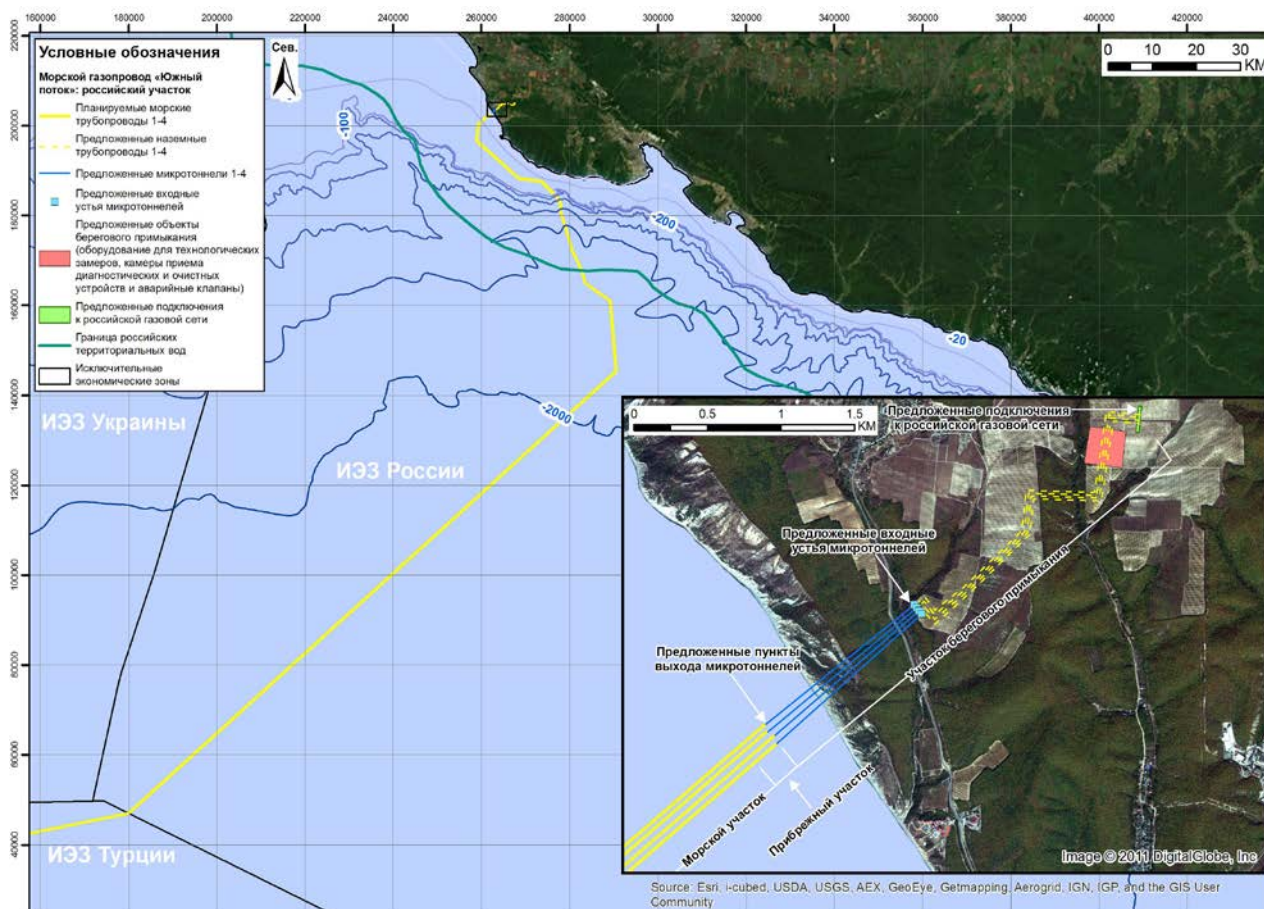 160000
180000
200000
220000
240000
260000
280000
300000
320000
340000
360000
380000
400000
420000
220000
200000
180000
160000
140000
120000
100000
80000
60000
40000
Условные обозначения
Морской газопровод «Южный
поток»: российский участок
Планируемые морские
трубопроводы 1-4
Предложенные наземные
трубопроводы 1-4
Предложенные микротоннели 1-4
Предложенные входные
устья микротоннелей
Предложенные объекты
берегового примыкания
(оборудование для технологических
замеров, камеры приема
диагностических и очистных
устройств и аварийные клапаны)
Предложенные подключения
к российской газовой сети
Граница российских
территориальных вод
Исключительные
экономические зоны
Сев.
0 10 20 30
KM
-100
-200
-20
-2000
ИЭЗ Украины
ИЭЗ России
ИЭЗ Турции
0 0.5 1 1.5
KM
Предложенные подключения
к российской газовой сети
Предложенные входные
устья микротоннелей
Предложенные пункты
выхода микротоннелей
Участок берегового примыкания
Прибрежный участок
Морской участок
Image © 2011 DigitalGlobe, Inc
Source: Esri, i-cubed, USDA, USGS, AEX, GeoEye, Getmapping, Aerogrid, IGN, IGP, and the GIS User
Community